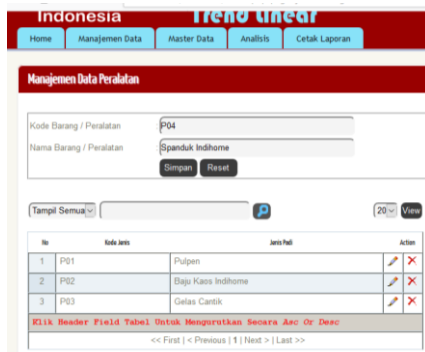 Indonesia Trend Linear
Home Manajemen Data Master Data Analisis Cetak Laporan
Manajemen Data Peralatan
Kode Barang / Peralatan P04
Nama Barang / Peralatan Spanduk Indihome
Simpan Reset
Tampil Semua 20 View
No Kode Jenis Jenis Padi Action
1 P01 Pulpen
2 P02 Baju Kaos Indihome
3 P03 Gelas Cantik
Klik Header Field Tabel Untuk Mengurutkan Secara Asc Or Desc
<< First | < Previous | 1 | Next > | Last >>